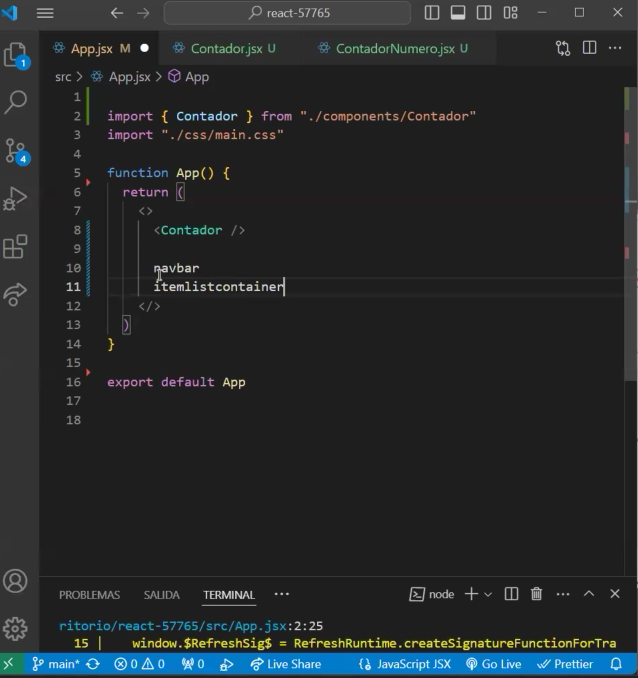 react-57765
App.jsx M
Contador.jsx U
ContadorNumero.jsx U
src > App.jsx > App
1
2 import { Contador } from "./components/Contador"
3 import "./css/main.css"
4
5 function App() {
6 return (
7 <>
8 <Contador />
9
10 navbar
11 itemlistcontainer
12 </>
13 )
14 }
15
16 export default App
17
18
1
4
PROBLEMAS SALIDA TERMINAL ··· node
ritorio/react-57765/src/App.jsx:2:25
15 | window.$RefreshSig$ = RefreshRuntime.createSignatureFunctionForTra
main* 0 0 0 Live Share {} JavaScript JSX Go Live Prettier